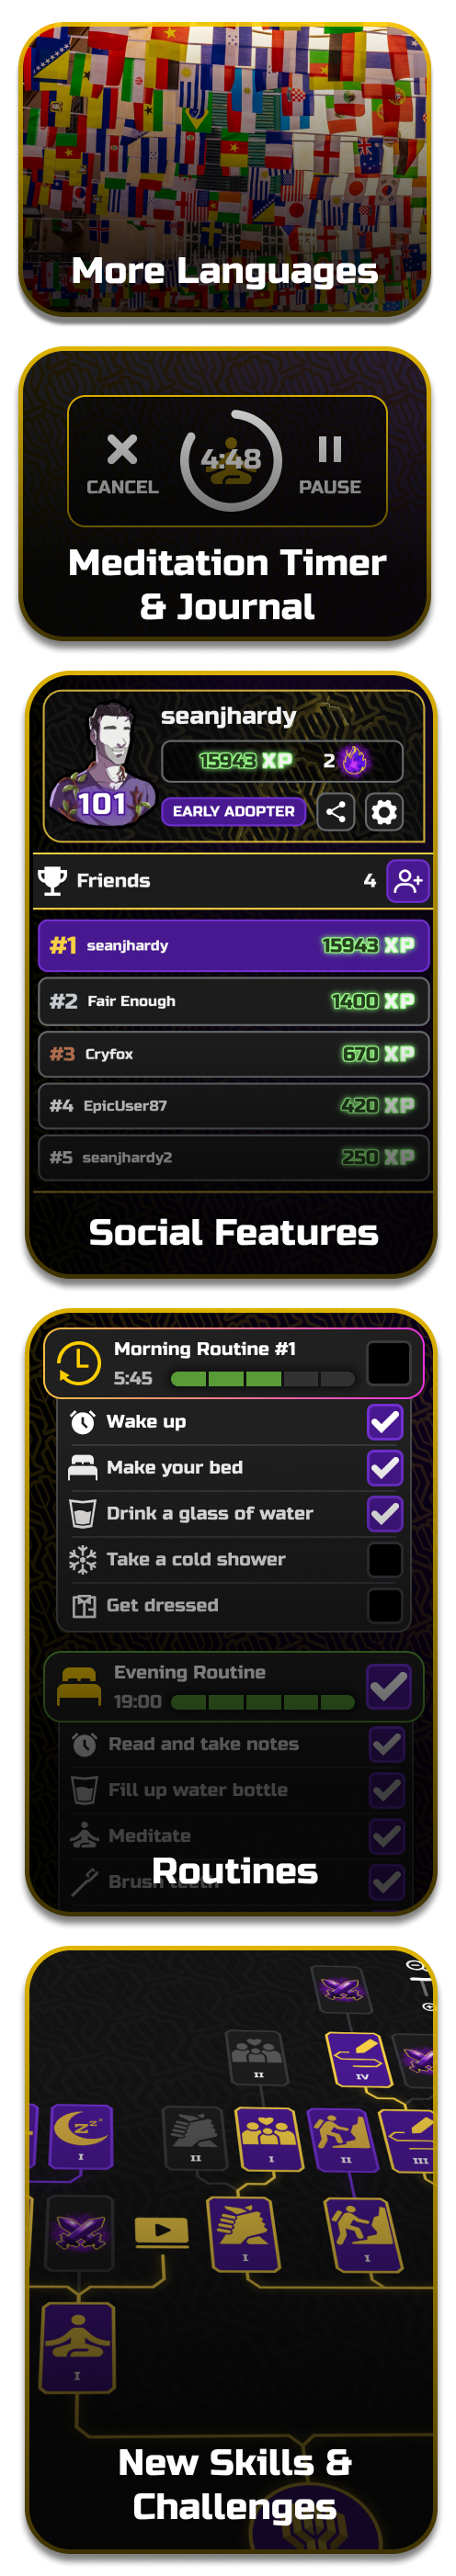 More Languages
4:48
CANCEL
PAUSE
Meditation Timer
& Journal
seanjhardy
15943 XP 2
101
EARLY ADOPTER
Friends 4
#1 seanjhardy 15943 XP
#2 Fair Enough 1400 XP
#3 Cryfox 670 XP
#4 EpicUser87 420 XP
#5 seanjhardy2 250 XP
Social Features
Morning Routine #1
5:45
Wake up
Make your bed
Drink a glass of water
Take a cold shower
Get dressed
Evening Routine
19:00
Read and take notes
Fill up water bottle
Meditate
Brush teeth
Routines
II
IV
I
II
I
II
III
I
I
I
New Skills &
Challenges